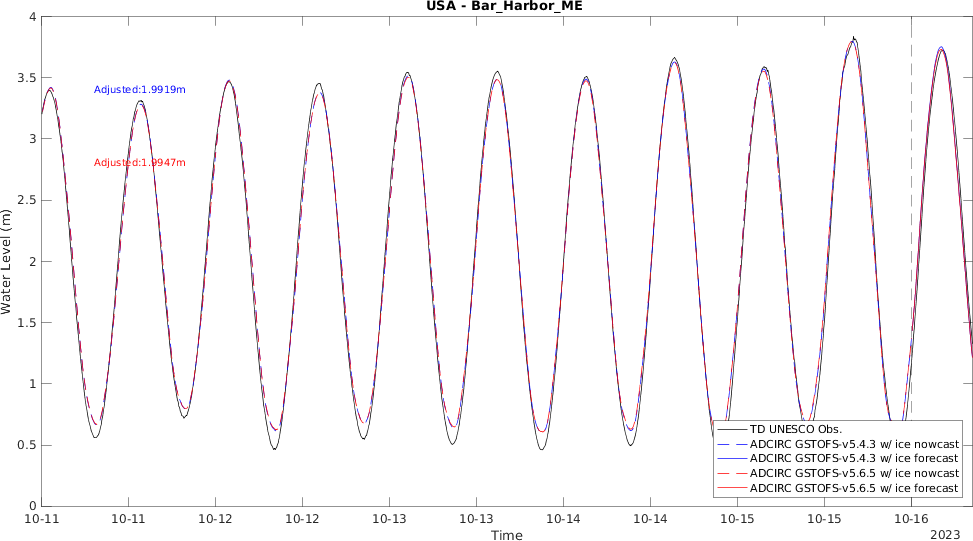 USA - Bar_Harbor_ME
4
3.5
3
2.5
2
1.5
1
0.5
0
Water Level (m)
Adjusted:1.9919m
Adjusted:1.9947m
TD UNESCO Obs.
ADCIRC GSTOFS-v5.4.3 w/ ice nowcast
ADCIRC GSTOFS-v5.4.3 w/ ice forecast
ADCIRC GSTOFS-v5.6.5 w/ ice nowcast
ADCIRC GSTOFS-v5.6.5 w/ ice forecast
10-11 10-11 10-12 10-12 10-13 10-13 10-14 10-14 10-15 10-15 10-16
Time
2023